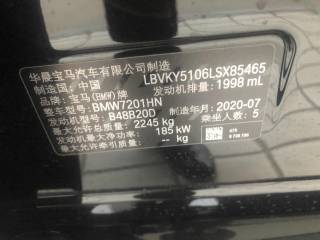 华晨宝马汽车有限公司制造
制造国：中国
LBVKY5106LSX85465
品牌：宝马(BMW)牌
发动机排量：1998 mL
整车型号：BMW7201HN
发动机型号：B48B20D
制造年月：2020-07
最大允许总质量：2245 kg
乘坐人数：5
发动机最大净功率：185 kW
最大允许牵引质量：-- kg